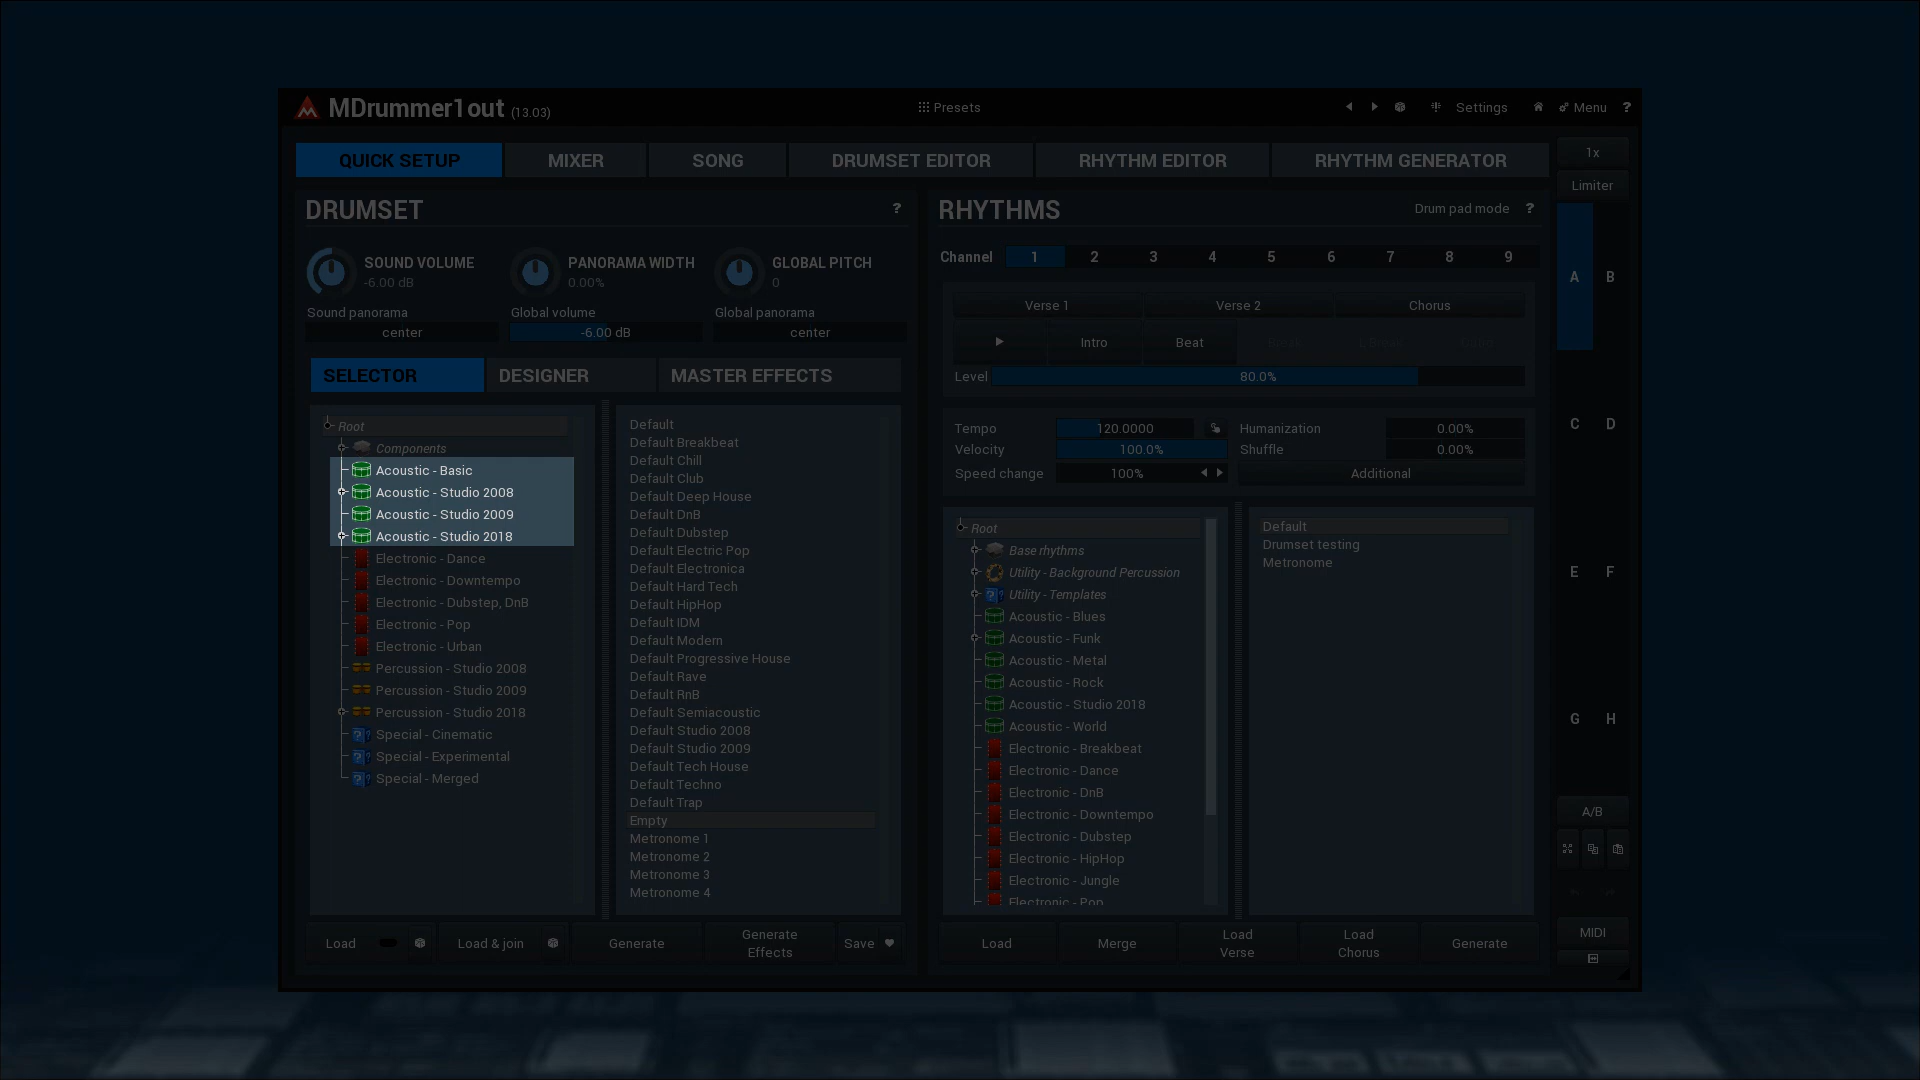 MDrummer1out (13.03)
Presets
Settings
Menu
?
QUICK SETUP
MIXER
SONG
DRUMSET EDITOR
RHYTHM EDITOR
RHYTHM GENERATOR
1x
Limiter
A
B
C
D
E
F
G
H
A/B
MIDI
DRUMSET
?
SOUND VOLUME
-6.00 dB
PANORAMA WIDTH
0.00%
GLOBAL PITCH
0
Sound panorama
center
Global volume
-6.00 dB
Global panorama
center
SELECTOR
DESIGNER
MASTER EFFECTS
Root
Components
Acoustic - Basic
Acoustic - Studio 2008
Acoustic - Studio 2009
Acoustic - Studio 2018
Electronic - Dance
Electronic - Downtempo
Electronic - Dubstep, DnB
Electronic - Pop
Electronic - Urban
Percussion - Studio 2008
Percussion - Studio 2009
Percussion - Studio 2018
Special - Cinematic
Special - Experimental
Special - Merged
Default
Default Breakbeat
Default Chill
Default Club
Default Deep House
Default DnB
Default Dubstep
Default Electric Pop
Default Electronica
Default Hard Tech
Default HipHop
Default IDM
Default Modern
Default Progressive House
Default Rave
Default RnB
Default Semiacoustic
Default Studio 2008
Default Studio 2009
Default Tech House
Default Techno
Default Trap
Empty
Metronome 1
Metronome 2
Metronome 3
Metronome 4
Load
Load & join
Generate
Generate
Effects
Save
RHYTHMS
Drum pad mode
?
Channel
1
2
3
4
5
6
7
8
9
Verse 1
Verse 2
Chorus
Intro
Beat
Level
80.0%
Tempo
120.0000
Humanization
0.00%
Velocity
100.0%
Shuffle
0.00%
Speed change
100%
Additional
Root
Base rhythms
Utility - Background Percussion
Utility - Templates
Acoustic - Blues
Acoustic - Funk
Acoustic - Metal
Acoustic - Rock
Acoustic - Studio 2018
Acoustic - World
Electronic - Breakbeat
Electronic - Dance
Electronic - DnB
Electronic - Downtempo
Electronic - Dubstep
Electronic - HipHop
Electronic - Jungle
Electronic - Pop
Default
Drumset testing
Metronome
Load
Merge
Load
Verse
Load
Chorus
Generate